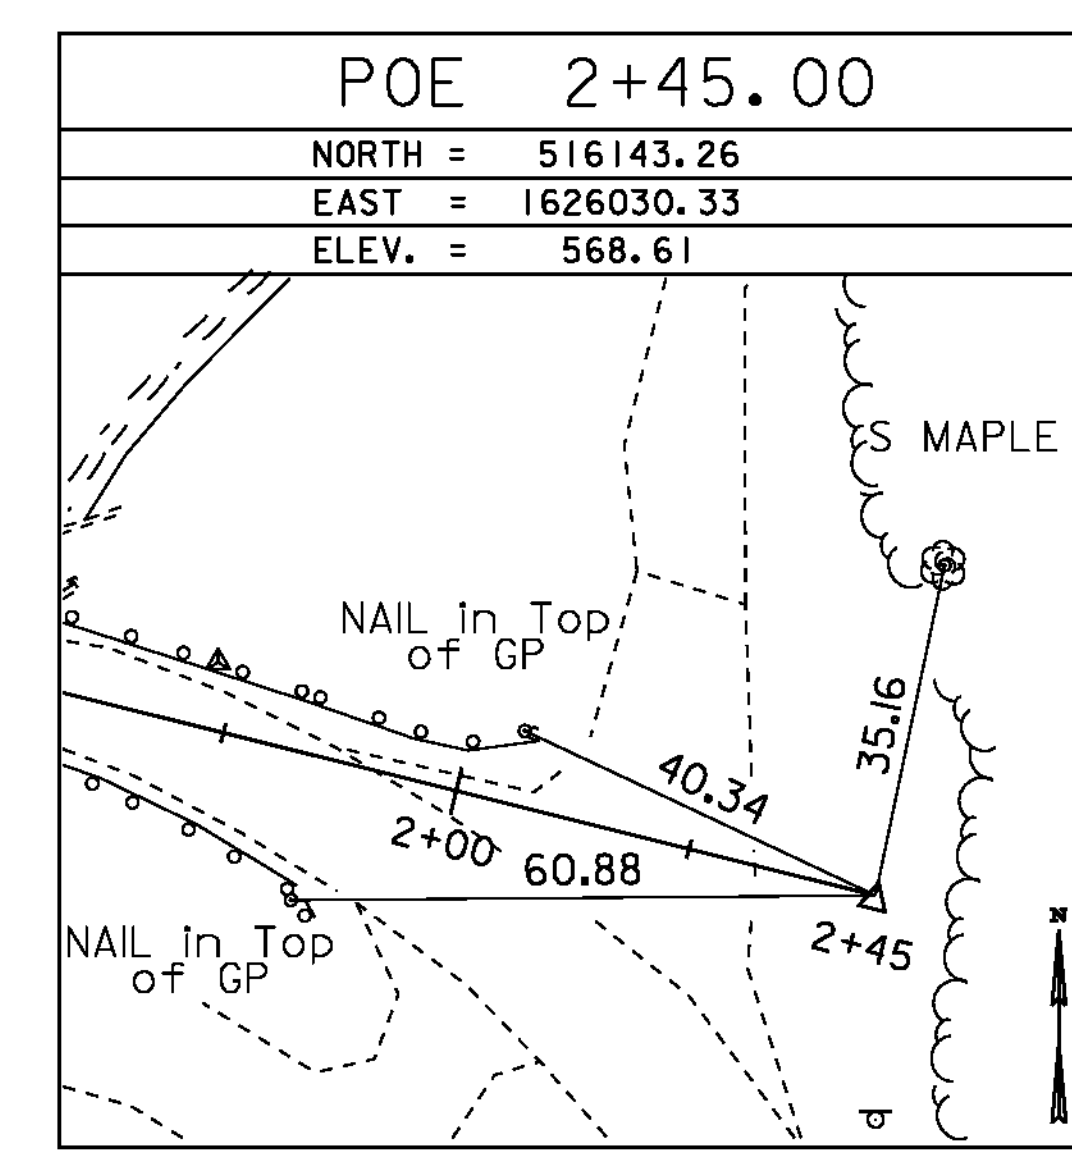 POE 2+45.00
NORTH = 516143.26
EAST = 1626030.33
ELEV. = 568.61
S MAPLE
NAIL in Top
of GP
35.16
40.34
2+00
60.88
NAIL in Top
of GP
2+45
N